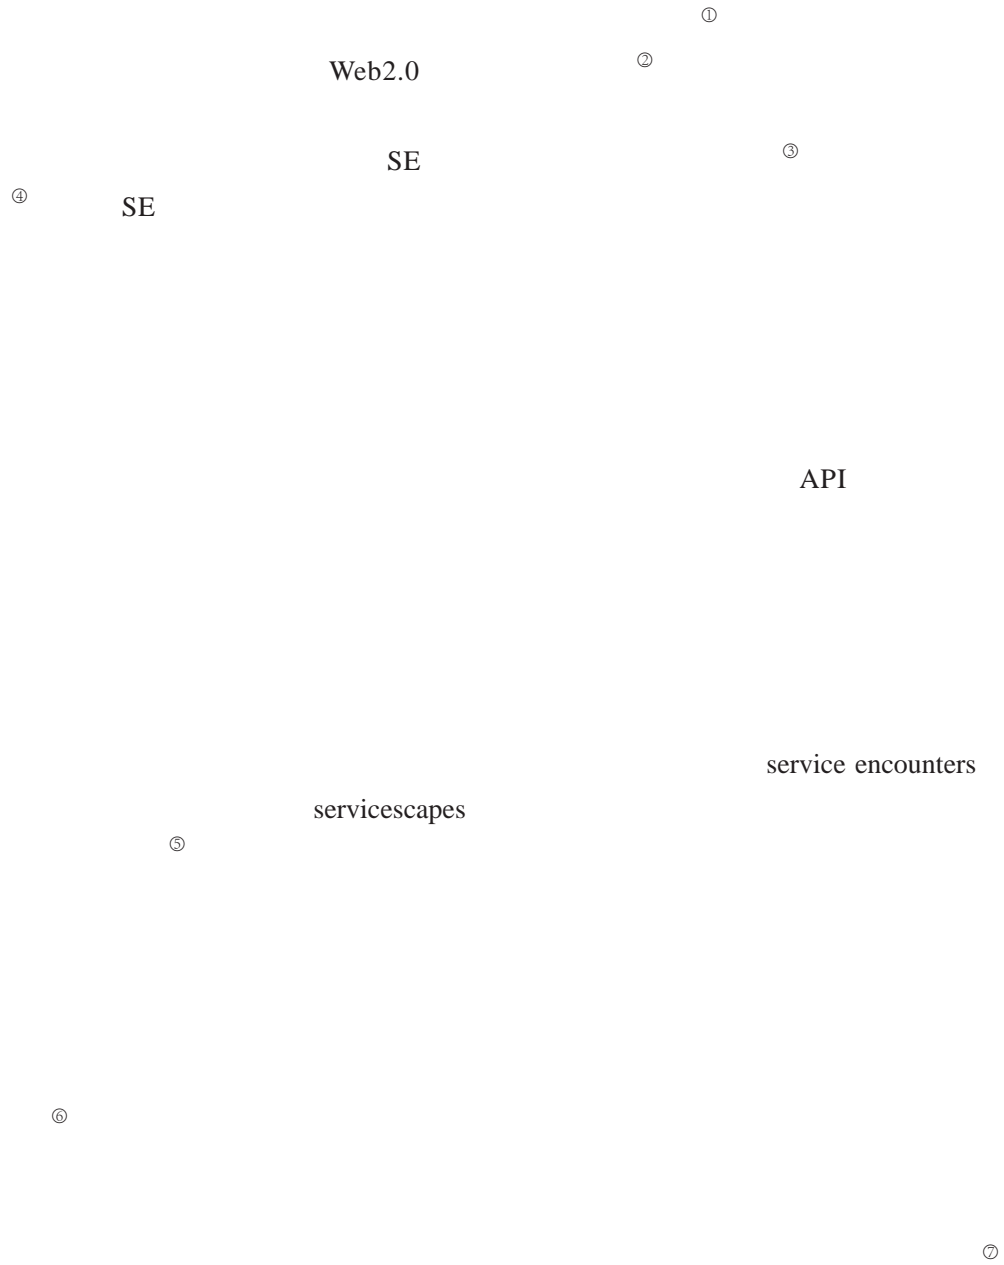 ①
Web2.0 ②
SE ③
④ SE
API
service encounters
servicescapes
⑤
⑥
⑦